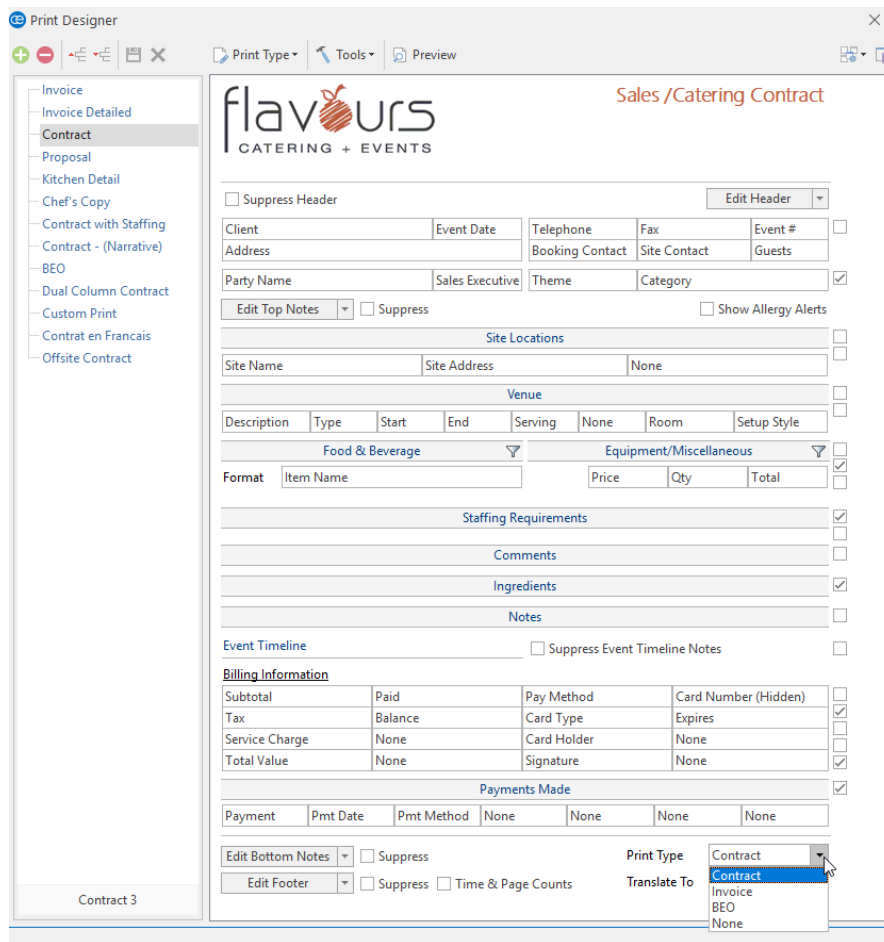 Print Designer
Print Type Tools Preview
Invoice
Invoice Detailed
Contract
Proposal
Kitchen Detail
Chef's Copy
Contract with Staffing
Contract - (Narrative)
BEO
Dual Column Contract
Custom Print
Contrat en Francais
Offsite Contract
Contract 3
flavours
CATERING + EVENTS
Sales /Catering Contract
Suppress Header Edit Header
Client Event Date Telephone Fax Event #
Address Booking Contact Site Contact Guests
Party Name Sales Executive Theme Category
Edit Top Notes Suppress Show Allergy Alerts
Site Locations
Site Name Site Address None
Venue
Description Type Start End Serving None Room Setup Style
Food & Beverage Equipment/Miscellaneous
Format Item Name Price Qty Total
Staffing Requirements
Comments
Ingredients
Notes
Event Timeline Suppress Event Timeline Notes
Billing Information
Subtotal Paid Pay Method Card Number (Hidden)
Tax Balance Card Type Expires
Service Charge None Card Holder None
Total Value None Signature None
Payments Made
Payment Pmt Date Pmt Method None None None None
Edit Bottom Notes Suppress Print Type Contract
Edit Footer Suppress Time & Page Counts Translate To
Contract
Invoice
BEO
None